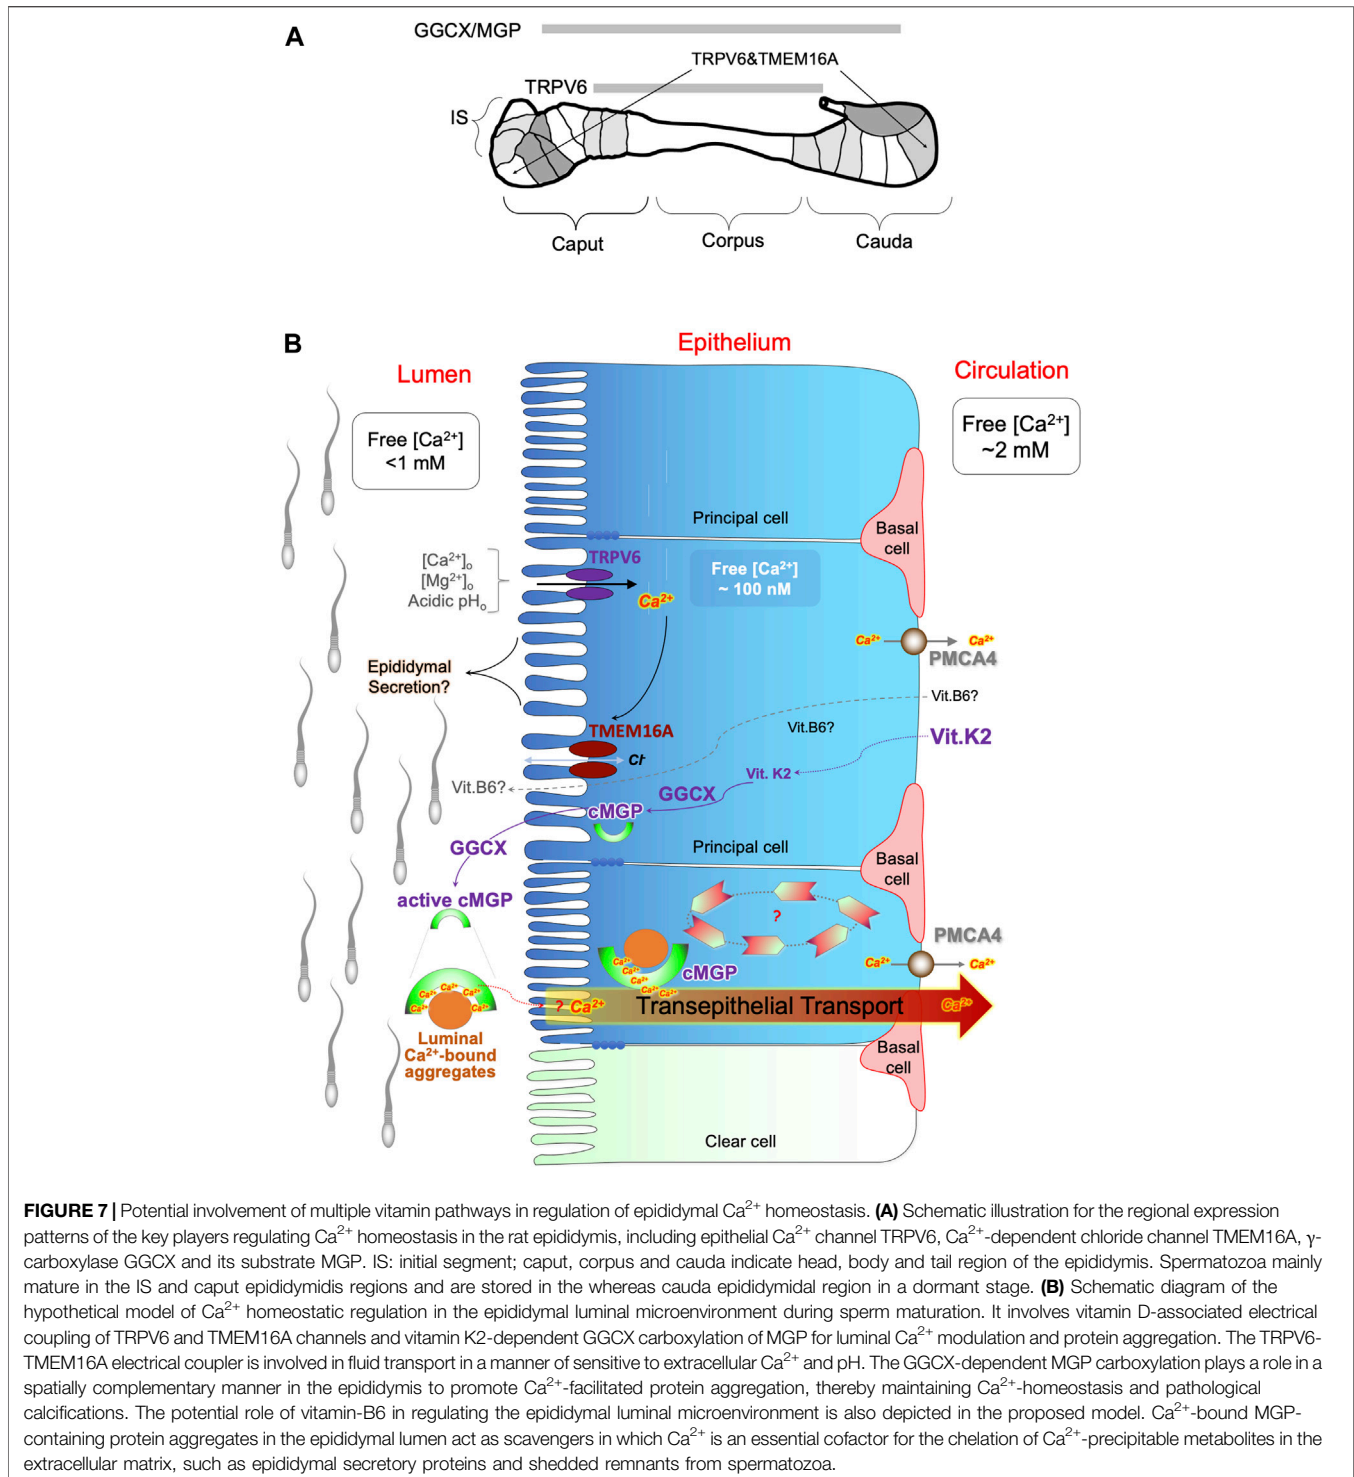 A
GGCX/MGP
TRPV6&TMEM16A
TRPV6
IS
Caput
Corpus
Cauda
B
Epithelium
Lumen
Circulation
Free [Ca²⁺]
<1 mM
Free [Ca²⁺]
~2 mM
Principal cell
Basal
cell
TRPV6
[Ca²⁺]ₒ
[Mg²⁺]ₒ
Acidic pHₒ
Free [Ca²⁺]
~ 100 nM
Ca²⁺
Ca²⁺
Ca²⁺
PMCA4
Epididymal
Secretion?
Vit.B6?
TMEM16A
Vit.B6?
Vit.K2
Cl-
Vit. K2
Vit.B6?
GGCX
cMGP
GGCX
Principal cell
Basal
cell
active cMGP
?
PMCA4
Ca²⁺
Ca²⁺
Ca²⁺
Ca²⁺
Ca²⁺
Ca²⁺
Ca²⁺
cMGP
Ca²⁺
Ca²⁺
Ca²⁺
Ca²⁺
Ca²⁺
? Ca²⁺
Transepithelial Transport
Ca²⁺
Luminal
Ca²⁺-bound
aggregates
Basal
cell
Clear cell
FIGURE 7 | Potential involvement of multiple vitamin pathways in regulation of epididymal Ca²⁺ homeostasis. (A) Schematic illustration for the regional expression
patterns of the key players regulating Ca²⁺ homeostasis in the rat epididymis, including epithelial Ca²⁺ channel TRPV6, Ca²⁺-dependent chloride channel TMEM16A, γ-
carboxylase GGCX and its substrate MGP. IS: initial segment; caput, corpus and cauda indicate head, body and tail region of the epididymis. Spermatozoa mainly
mature in the IS and caput epididymidis regions and are stored in the whereas cauda epididymidal region in a dormant stage. (B) Schematic diagram of the
hypothetical model of Ca²⁺ homeostatic regulation in the epididymal luminal microenvironment during sperm maturation. It involves vitamin D-associated electrical
coupling of TRPV6 and TMEM16A channels and vitamin K2-dependent GGCX carboxylation of MGP for luminal Ca²⁺ modulation and protein aggregation. The TRPV6-
TMEM16A electrical coupler is involved in fluid transport in a manner of sensitive to extracellular Ca²⁺ and pH. The GGCX-dependent MGP carboxylation plays a role in a
spatially complementary manner in the epididymis to promote Ca²⁺-facilitated protein aggregation, thereby maintaining Ca²⁺-homeostasis and pathological
calcifications. The potential role of vitamin-B6 in regulating the epididymal luminal microenvironment is also depicted in the proposed model. Ca²⁺-bound MGP-
containing protein aggregates in the epididymal lumen act as scavengers in which Ca²⁺ is an essential cofactor for the chelation of Ca²⁺-precipitable metabolites in the
extracellular matrix, such as epididymal secretory proteins and shedded remnants from spermatozoa.